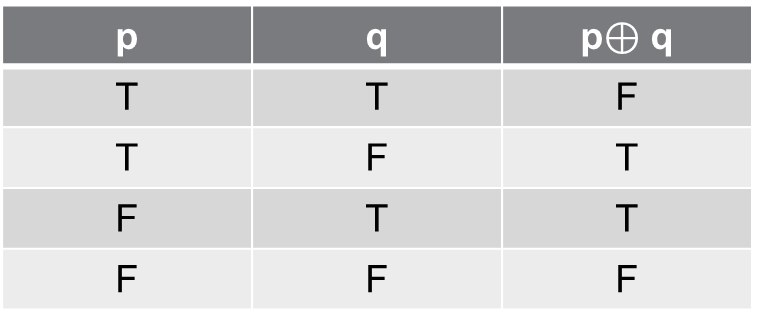 p q p⊕ q
T T F
T F T
F T T
F F F